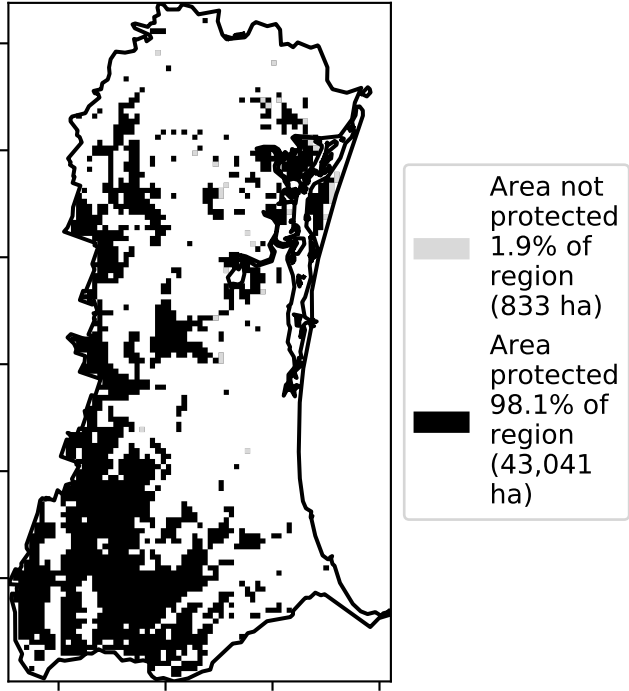 Area not
protected
1.9% of
region
(833 ha)
Area
protected
98.1% of
region
(43,041
ha)